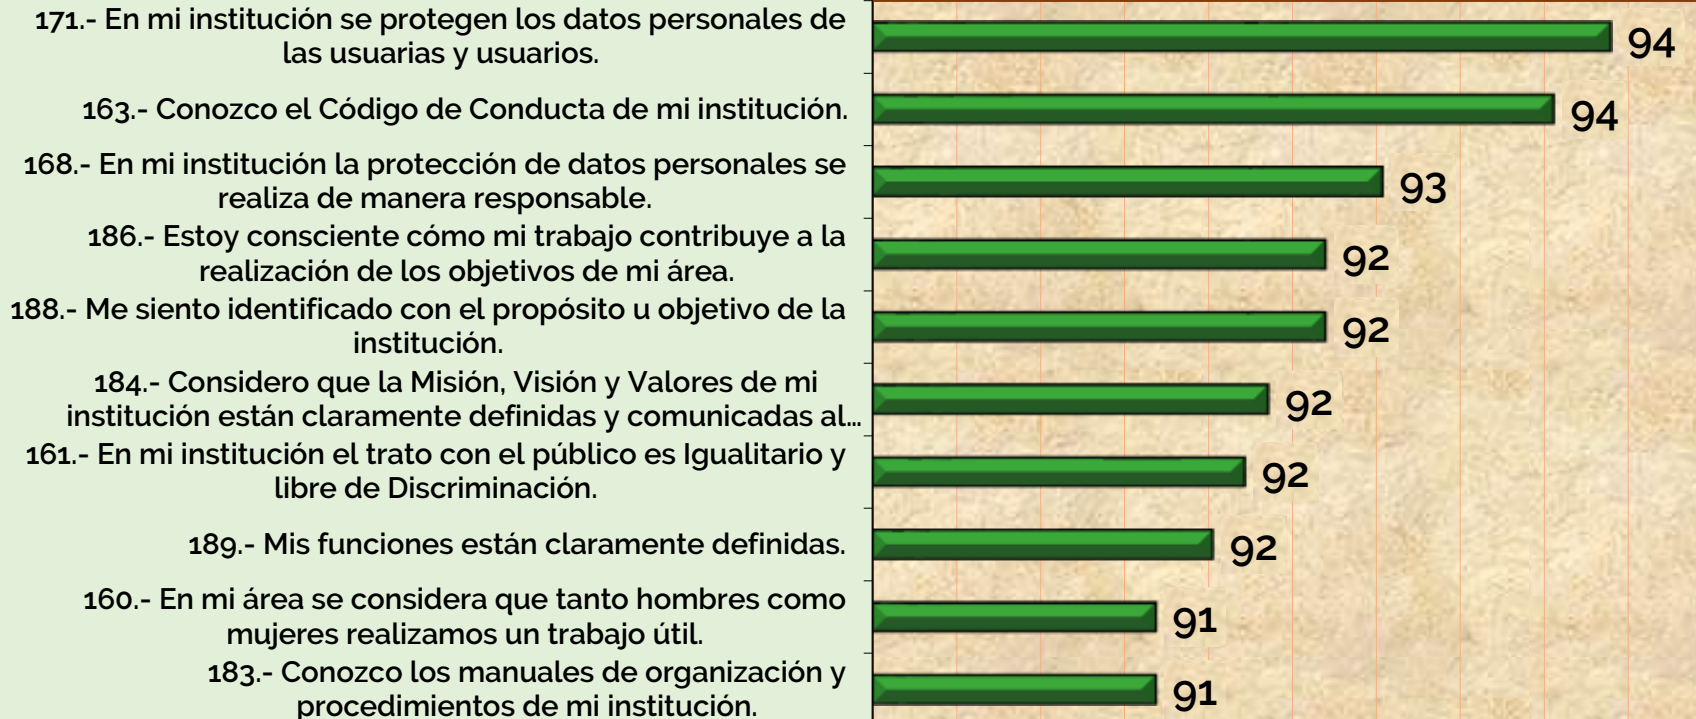 171.- En mi institución se protegen los datos personales de
las usuarias y usuarios.
94
163.- Conozco el Código de Conducta de mi institución.
94
168.- En mi institución la protección de datos personales se
realiza de manera responsable.
93
186.- Estoy consciente cómo mi trabajo contribuye a la
realización de los objetivos de mi área.
92
188.- Me siento identificado con el propósito u objetivo de la
institución.
92
184.- Considero que la Misión, Visión y Valores de mi
institución están claramente definidas y comunicadas al...
92
161.- En mi institución el trato con el público es Igualitario y
libre de Discriminación.
92
189.- Mis funciones están claramente definidas.
92
160.- En mi área se considera que tanto hombres como
mujeres realizamos un trabajo útil.
91
183.- Conozco los manuales de organización y
procedimientos de mi institución.
91